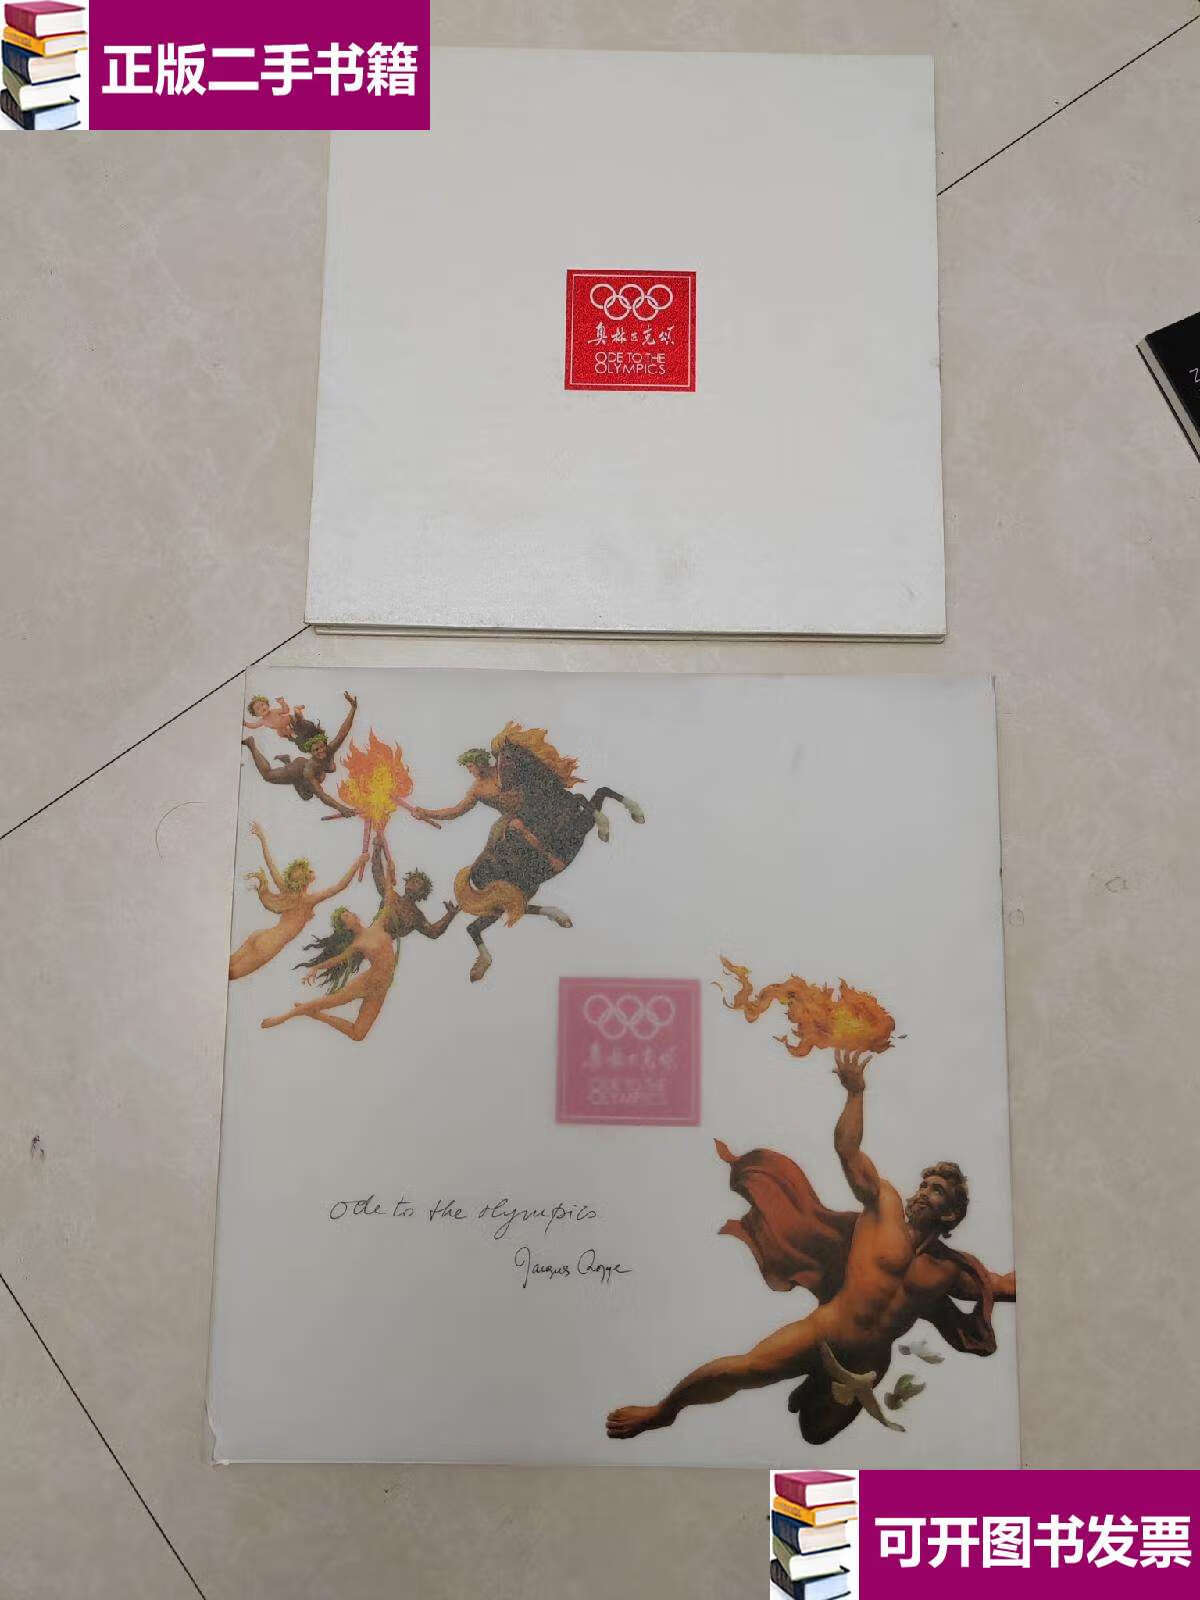 正版二手书籍
奥林匹克颂
ODE TO THE
OLYMPICS
Z
奥林匹克颂
ODE TO THE
OLYMPICS
Ode to the Olympics
Jacques Rogge
可开图书发票